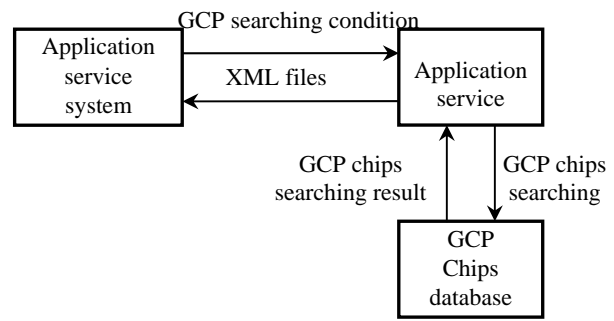 GCP searching condition
Application
service
system
XML files
Application
service
GCP chips
searching result
GCP chips
searching
GCP
Chips
database